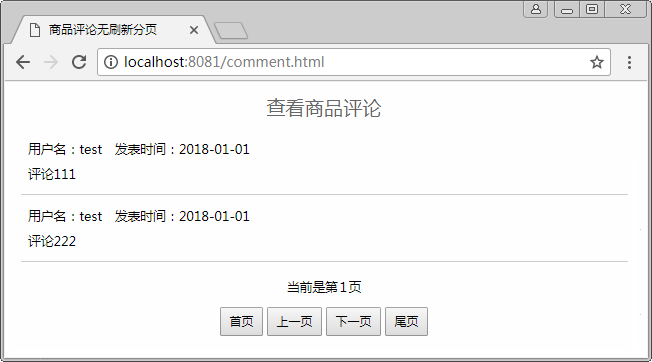 商品评论无刷新分页
localhost:8081/comment.html
查看商品评论
用户名：test 发表时间：2018-01-01
评论111
用户名：test 发表时间：2018-01-01
评论222
当前是第1页
首页 上一页 下一页 尾页